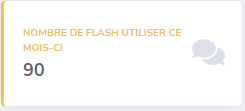 NOMBRE DE FLASH UTILISER CE
MOIS-CI
90